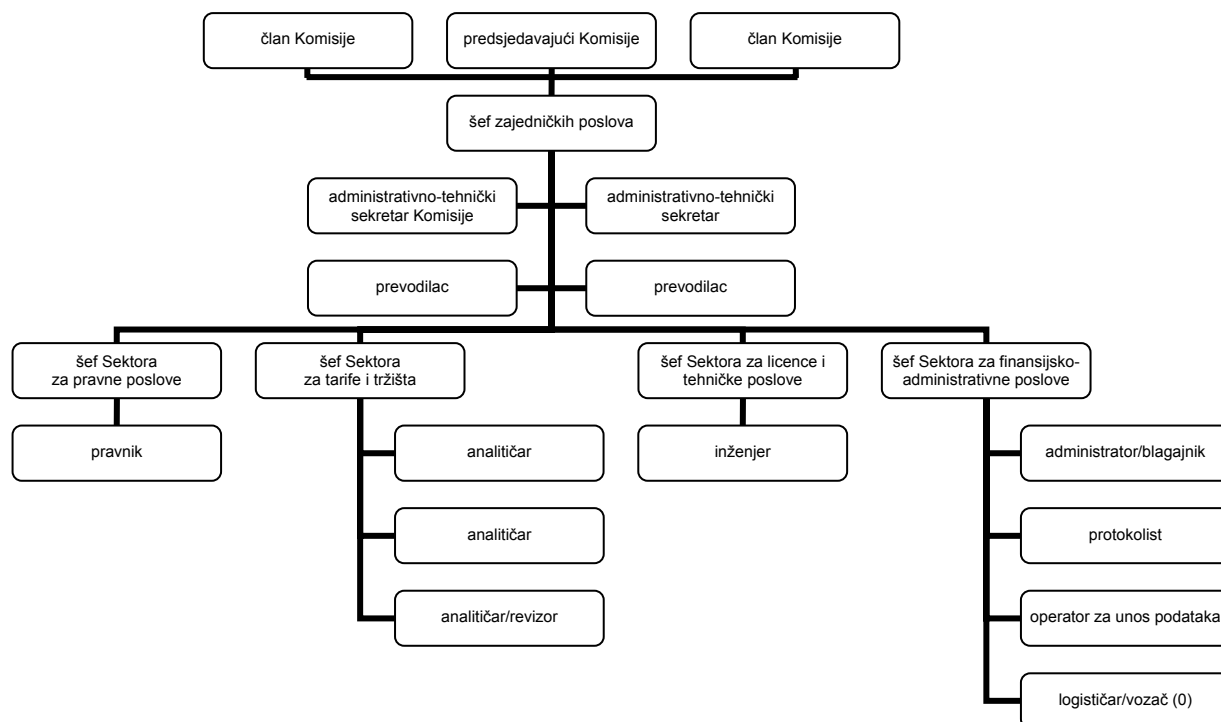 član Komisije
predsjedavajući Komisije
član Komisije
šef zajedničkih poslova
administrativno-tehnički
sekretar Komisije
administrativno-tehnički
sekretar
prevodilac
prevodilac
šef Sektora
za pravne poslove
šef Sektora
za tarife i tržišta
šef Sektora za licence i
tehničke poslove
šef Sektora za finansijsko-
administrativne poslove
pravnik
analitičar
inženjer
administrator/blagajnik
analitičar
protokolist
analitičar/revizor
operator za unos podataka
logističar/vozač (0)